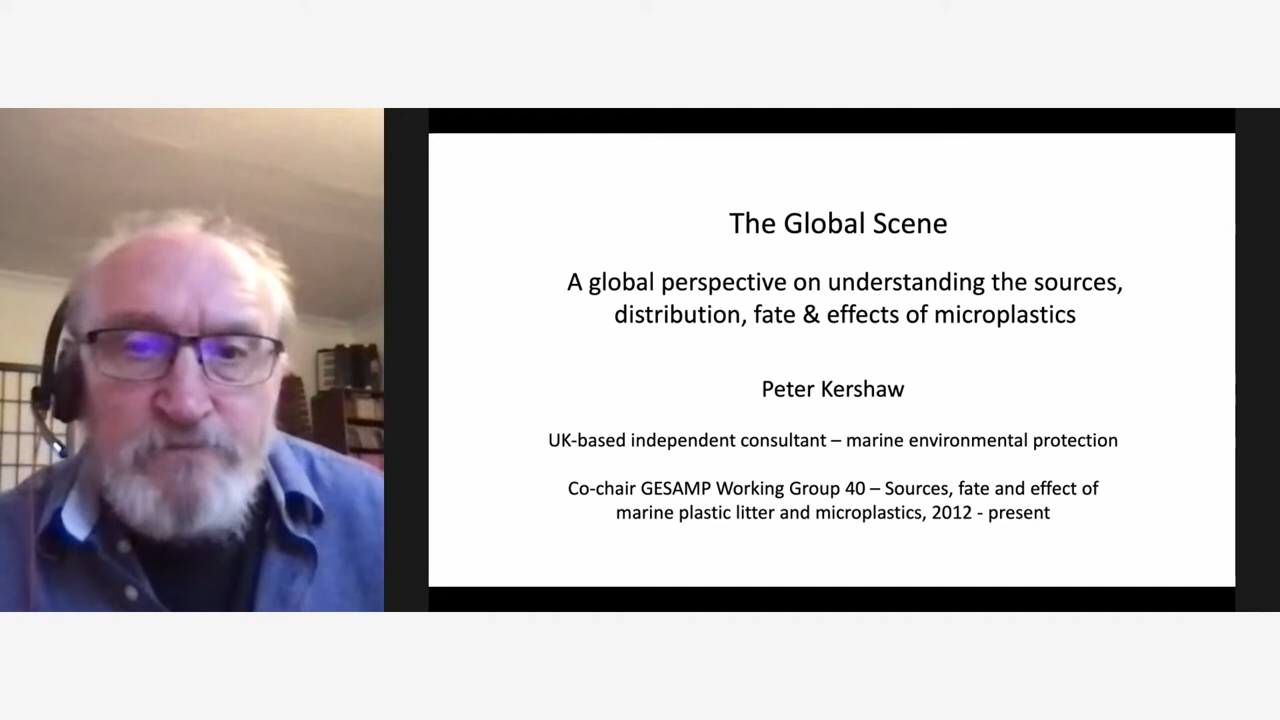 The Global Scene
A global perspective on understanding the sources,
distribution, fate & effects of microplastics
Peter Kershaw
UK-based independent consultant – marine environmental protection
Co-chair GESAMP Working Group 40 – Sources, fate and effect of
marine plastic litter and microplastics, 2012 - present